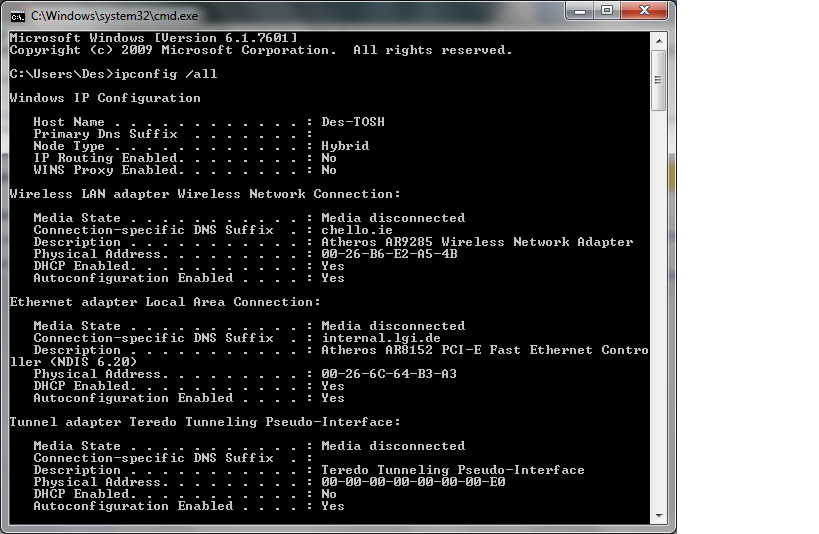 C:\Windows\system32\cmd.exe
Microsoft Windows [Version 6.1.7601]
Copyright (c) 2009 Microsoft Corporation.  All rights reserved.
C:\Users\Des>ipconfig /all
Windows IP Configuration
   Host Name . . . . . . . . . . . . : Des-TOSH
   Primary Dns Suffix  . . . . . . . :
   Node Type . . . . . . . . . . . . : Hybrid
   IP Routing Enabled. . . . . . . . : No
   WINS Proxy Enabled. . . . . . . . : No
Wireless LAN adapter Wireless Network Connection:
   Media State . . . . . . . . . . . : Media disconnected
   Connection-specific DNS Suffix  . : chello.ie
   Description . . . . . . . . . . . : Atheros AR9285 Wireless Network Adapter
   Physical Address. . . . . . . . . : 00-26-B6-E2-A5-4B
   DHCP Enabled. . . . . . . . . . . : Yes
   Autoconfiguration Enabled . . . . : Yes
Ethernet adapter Local Area Connection:
   Media State . . . . . . . . . . . : Media disconnected
   Connection-specific DNS Suffix  . : internal.lgi.de
   Description . . . . . . . . . . . : Atheros AR8152 PCI-E Fast Ethernet Contro
ller (NDIS 6.20)
   Physical Address. . . . . . . . . : 00-26-6C-64-B3-A3
   DHCP Enabled. . . . . . . . . . . : Yes
   Autoconfiguration Enabled . . . . : Yes
Tunnel adapter Teredo Tunneling Pseudo-Interface:
   Media State . . . . . . . . . . . : Media disconnected
   Connection-specific DNS Suffix  . :
   Description . . . . . . . . . . . : Teredo Tunneling Pseudo-Interface
   Physical Address. . . . . . . . . : 00-00-00-00-00-00-00-E0
   DHCP Enabled. . . . . . . . . . . : No
   Autoconfiguration Enabled . . . . : Yes